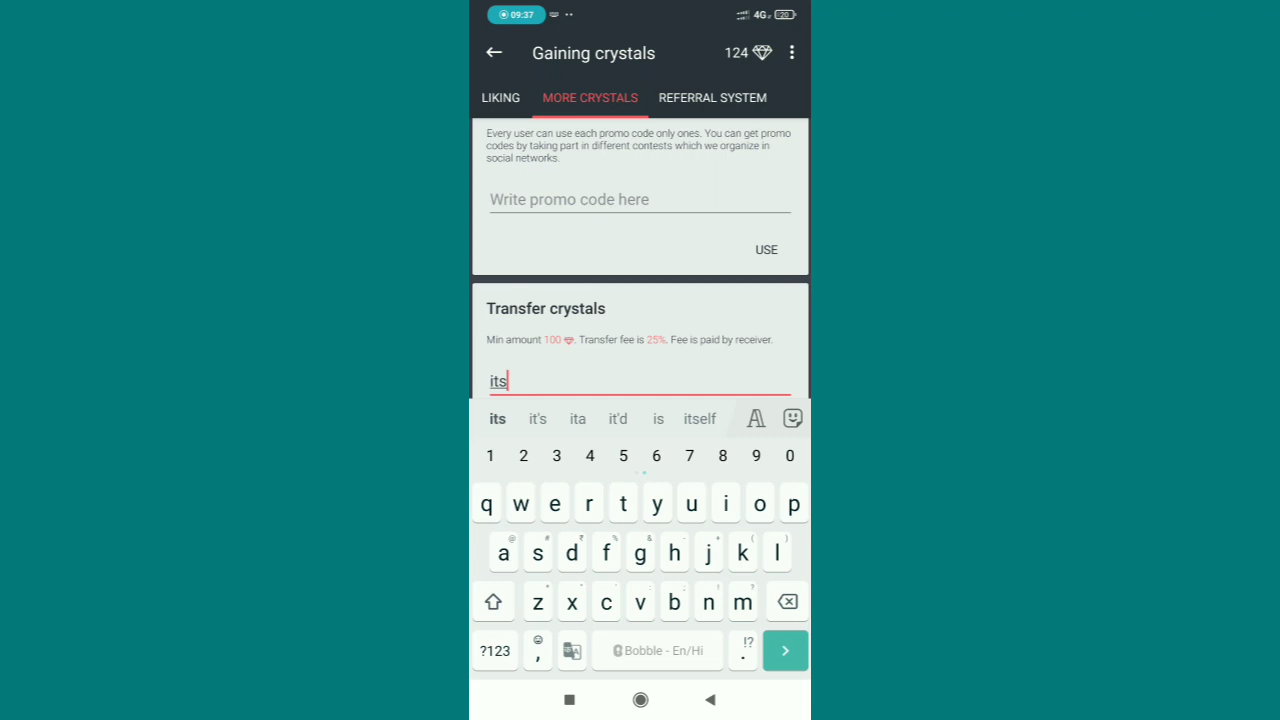 09:37
4G
20
Gaining crystals
124
LIKING MORE CRYSTALS REFERRAL SYSTEM
Every user can use each promo code only ones. You can get promo
codes by taking part in different contests which we organize in
social networks.
Write promo code here
USE
Transfer crystals
Min amount 100. Transfer fee is 25%. Fee is paid by receiver.
its
its it's ita it'd is itself
1 2 3 4 5 6 7 8 9 0
q w e r t y u i o p
@ # ₹ % & - + ( )
a s d f g h j k l
* " ' : ; ! ?
z x c v b n m
?123 , Bobble - En/Hi !? .